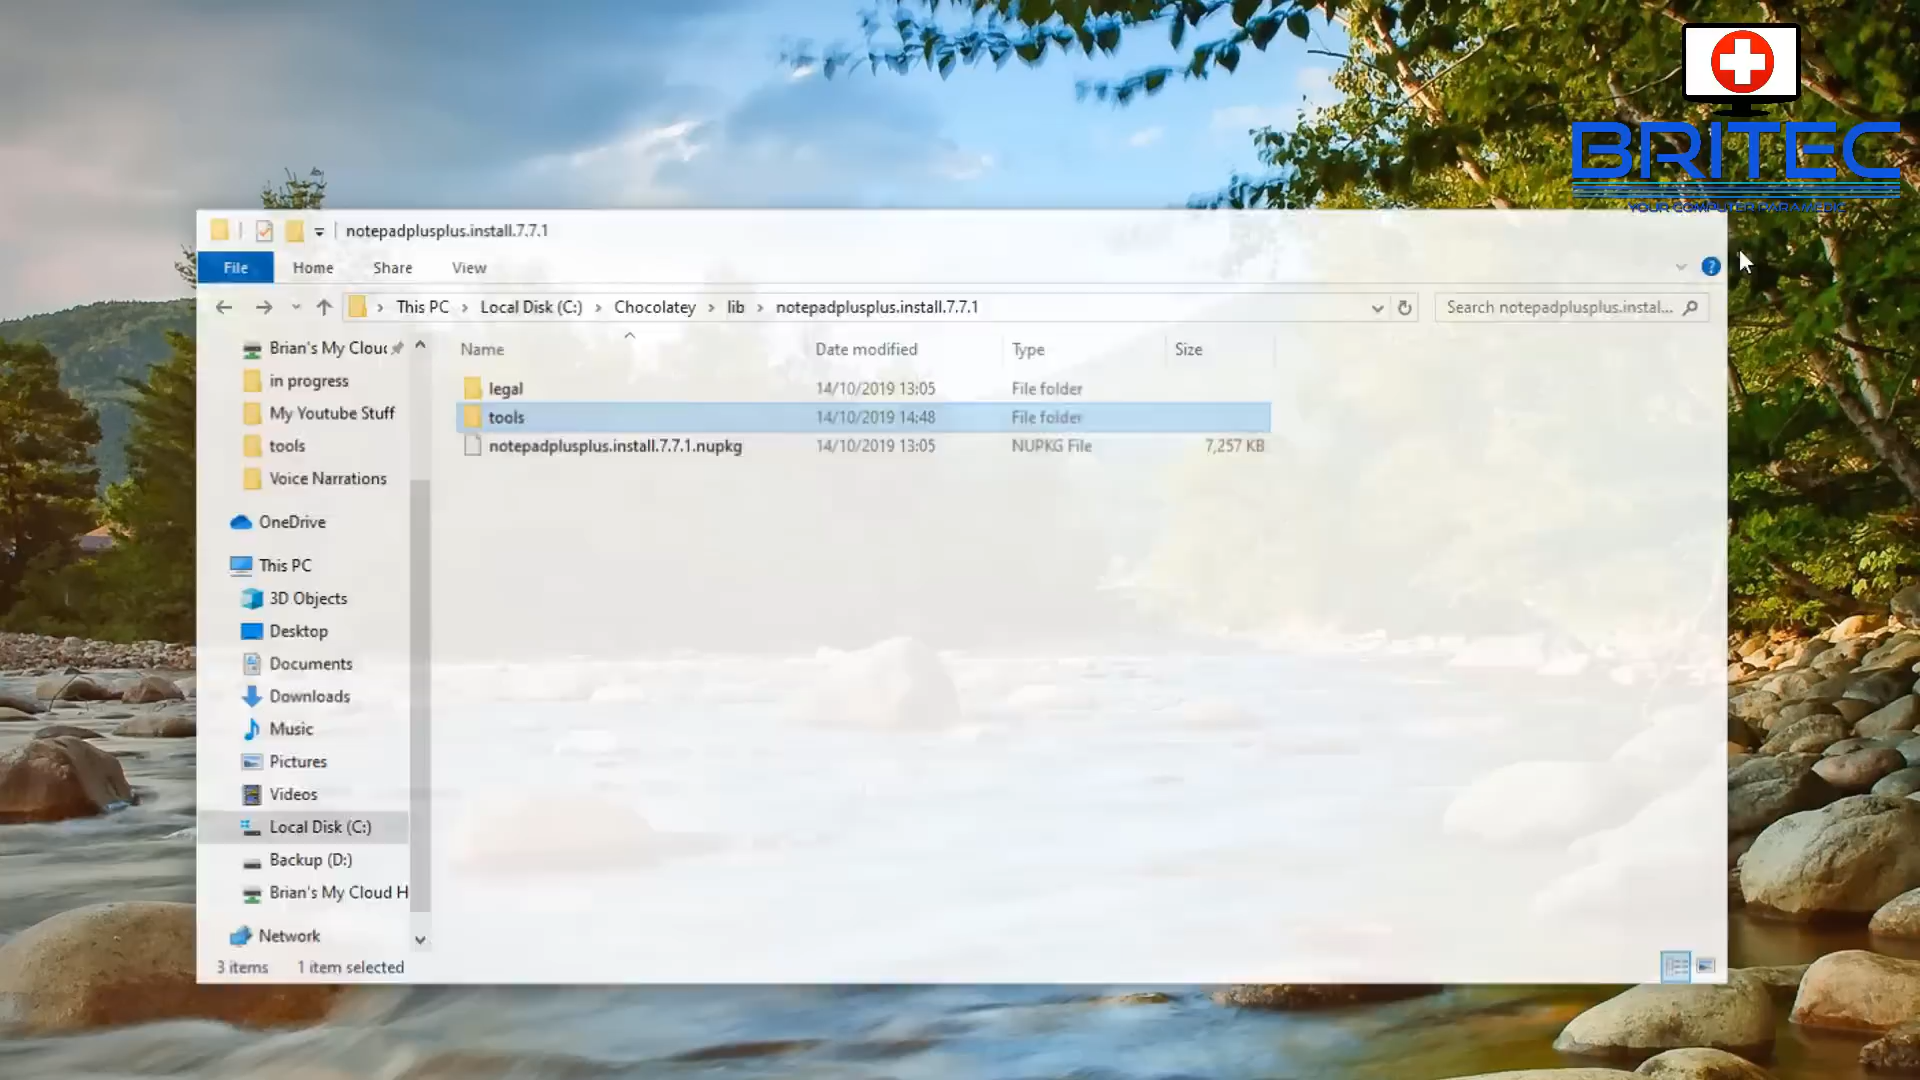 BRITEC
YOUR COMPUTER PARAMEDIC
notepadplusplus.install.7.7.1
File Home Share View
This PC Local Disk (C:) Chocolatey lib notepadplusplus.install.7.7.1
Search notepadplusplus.instal...
Name Date modified Type Size
legal 14/10/2019 13:05 File folder
tools 14/10/2019 14:48 File folder
notepadplusplus.install.7.7.1.nupkg 14/10/2019 13:05 NUPKG File 7,257 KB
Brian's My Clouc
in progress
My Youtube Stuff
tools
Voice Narrations
OneDrive
This PC
3D Objects
Desktop
Documents
Downloads
Music
Pictures
Videos
Local Disk (C:)
Backup (D:)
Brian's My Cloud H
Network
3 items 1 item selected